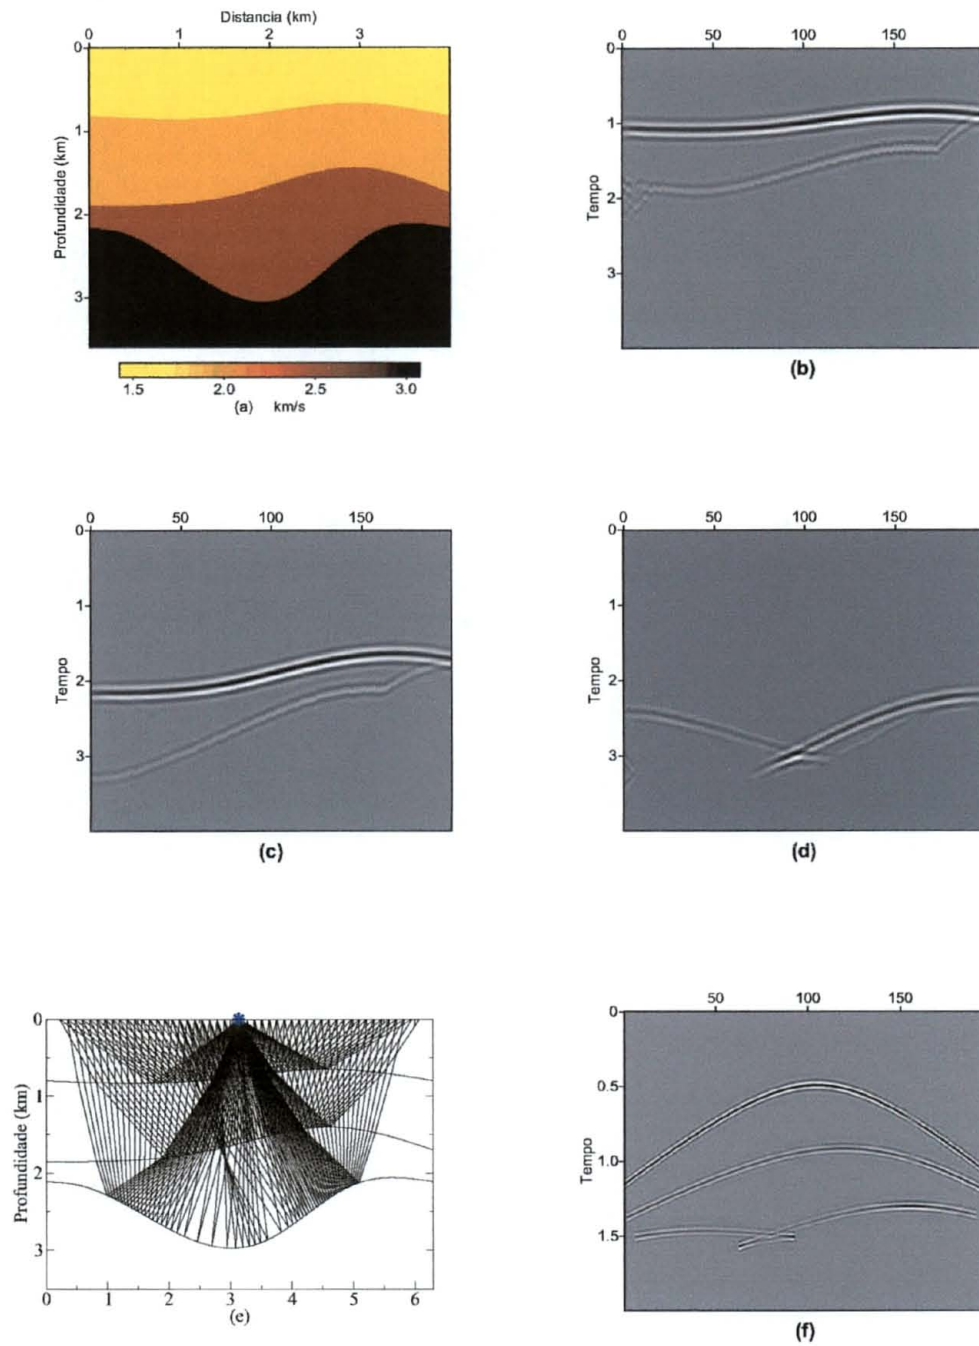 Distancia (km)
0 1 2 3
0
1
2
3
Profundidade (km)
1.5 2.0 2.5 3.0
(a) km/s
0 50 100 150
0
1
2
3
Tempo
(b)
0 50 100 150
0
1
2
3
Tempo
(c)
0 50 100 150
0
1
2
3
Tempo
(d)
0
1
2
3
Profundidade (km)
0 1 2 3 4 5 6
(e)
50 100 150
0
0.5
1.0
1.5
Tempo
(f)